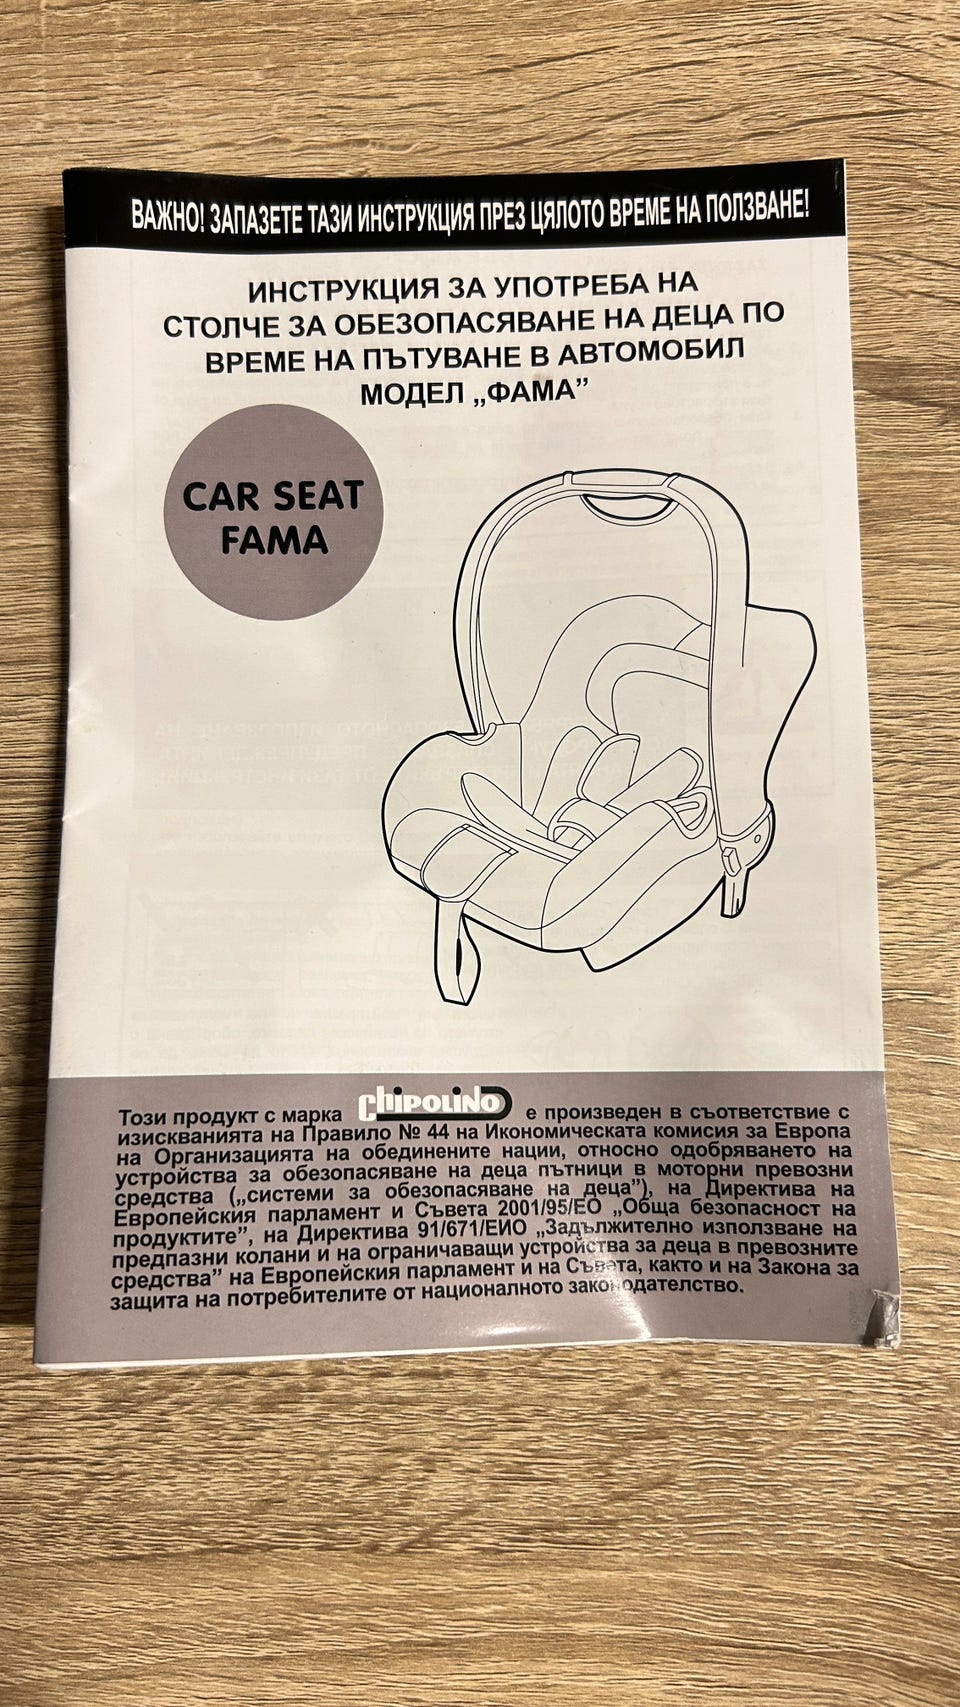 ВАЖНО! ЗАПАЗЕТЕ ТАЗИ ИНСТРУКЦИЯ ПРЕЗ ЦЯЛОТО ВРЕМЕ НА ПОЛЗВАНЕ!
ИНСТРУКЦИЯ ЗА УПОТРЕБА НА
СТОЛЧЕ ЗА ОБЕЗОПАСЯВАНЕ НА ДЕЦА ПО
ВРЕМЕ НА ПЪТУВАНЕ В АВТОМОБИЛ
МОДЕЛ „ФАМА”
CAR SEAT
FAMA
Този продукт с марка chipolino е произведен в съответствие с
изискванията на Правило № 44 на Икономическата комисия за Европа
на Организацията на обединените нации, относно одобряването на
устройства за обезопасяване на деца пътници в моторни превозни
средства („системи за обезопасяване на деца”), на Директива на
Европейския парламент и Съвета 2001/95/ЕО „Обща безопасност на
продуктите”, на Директива 91/671/ЕИО „Задължително използване на
предпазни колани и на ограничаващи устройства за деца в превозните
средства” на Европейския парламент и на Съвета, както и на Закона за
защита на потребителите от националното законодателство.